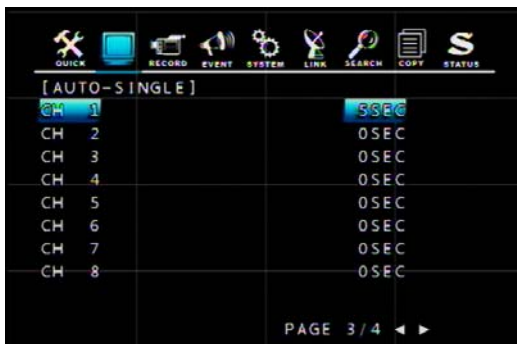 QUICK RECORD EVENT SYSTEM LINK SEARCH COPY S STATUS
[AUTO-SINGLE]
CH 1 5SEC
CH 2 0SEC
CH 3 0SEC
CH 4 0SEC
CH 5 0SEC
CH 6 0SEC
CH 7 0SEC
CH 8 0SEC
PAGE 3/4 ◄ ►